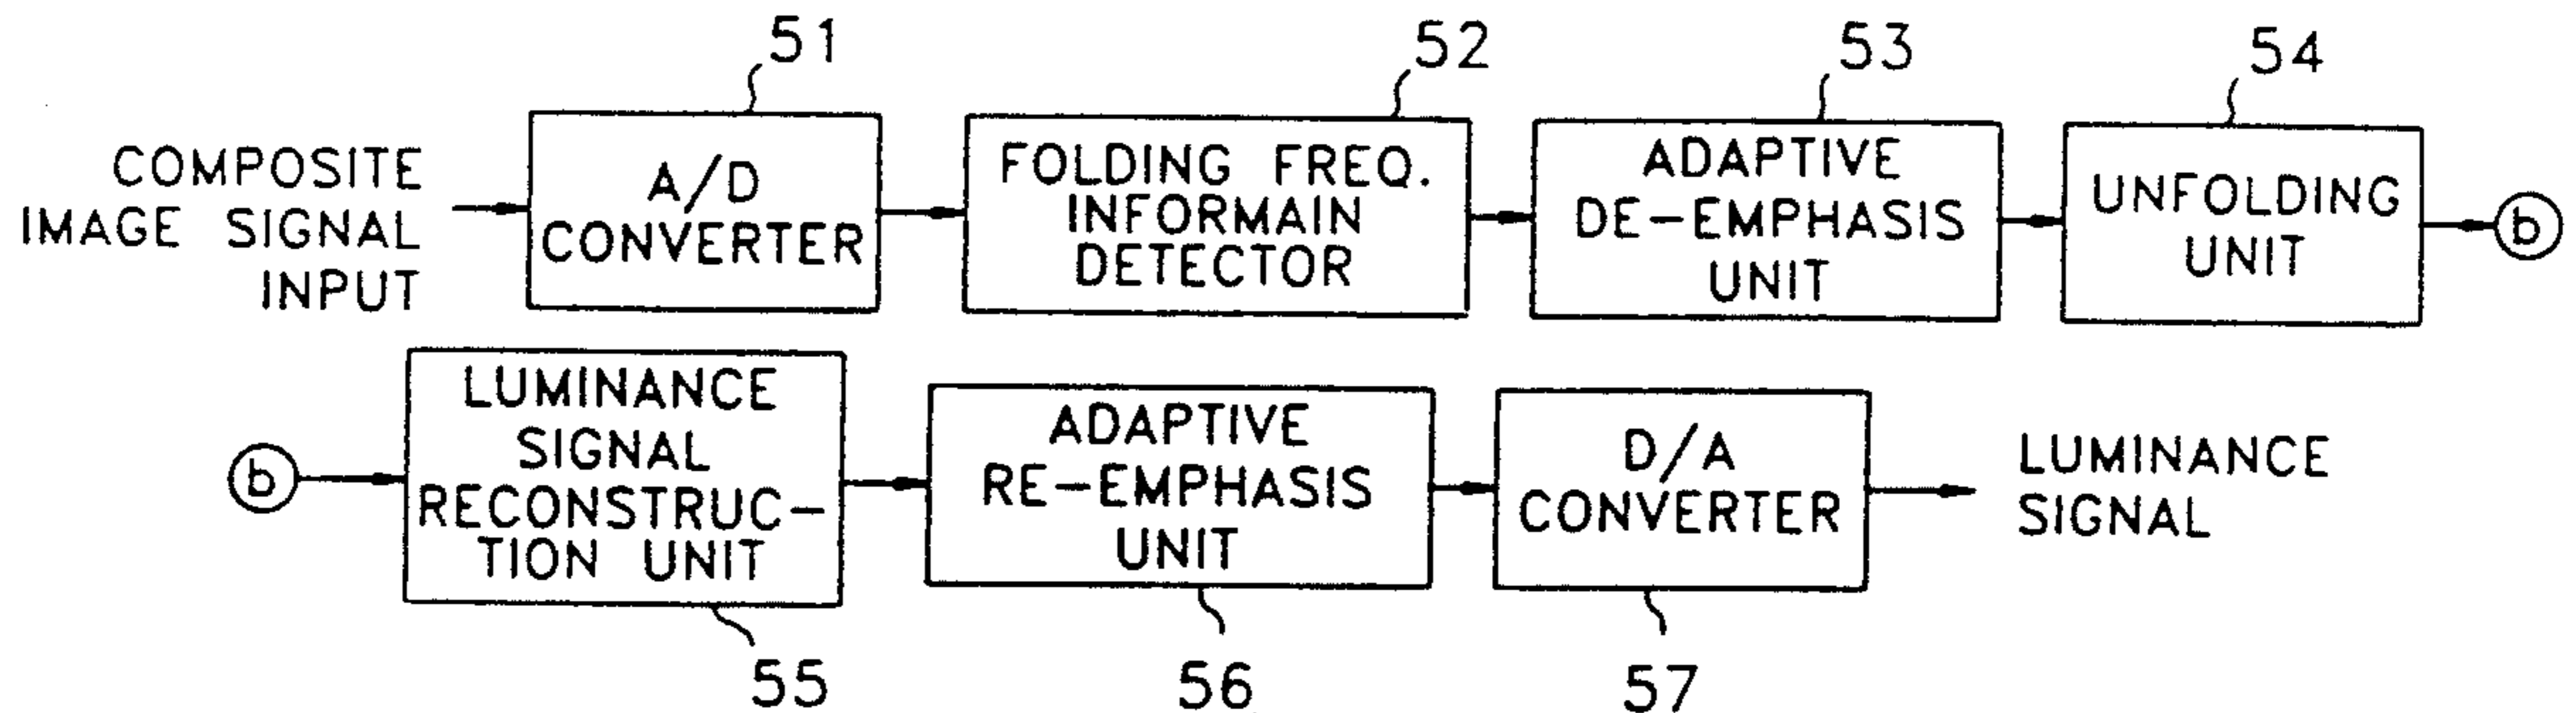 51
52
53
54
COMPOSITE
IMAGE SIGNAL
INPUT
A/D
CONVERTER
FOLDING FREQ.
INFORMAIN
DETECTOR
ADAPTIVE
DE-EMPHASIS
UNIT
UNFOLDING
UNIT
b
b
LUMINANCE
SIGNAL
RECONSTRUC-
TION UNIT
ADAPTIVE
RE-EMPHASIS
UNIT
D/A
CONVERTER
LUMINANCE
SIGNAL
55
56
57